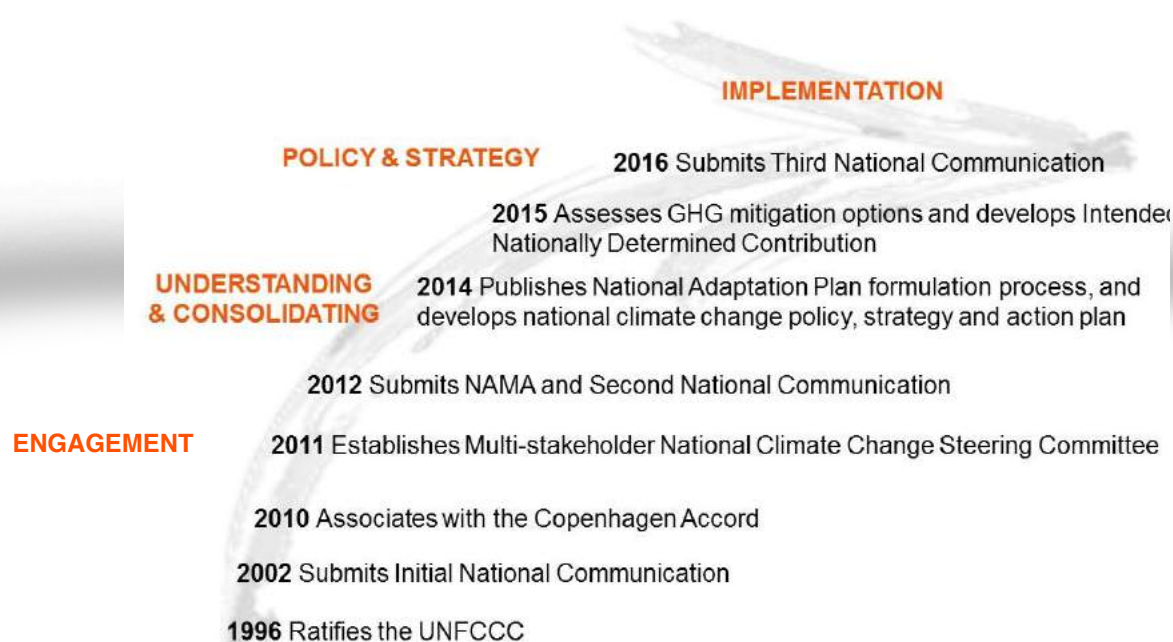 IMPLEMENTATION
POLICY & STRATEGY
2016 Submits Third National Communication
2015 Assesses GHG mitigation options and develops Intended
Nationally Determined Contribution
UNDERSTANDING
& CONSOLIDATING
2014 Publishes National Adaptation Plan formulation process, and
develops national climate change policy, strategy and action plan
2012 Submits NAMA and Second National Communication
ENGAGEMENT
2011 Establishes Multi-stakeholder National Climate Change Steering Committee
2010 Associates with the Copenhagen Accord
2002 Submits Initial National Communication
1996 Ratifies the UNFCCC